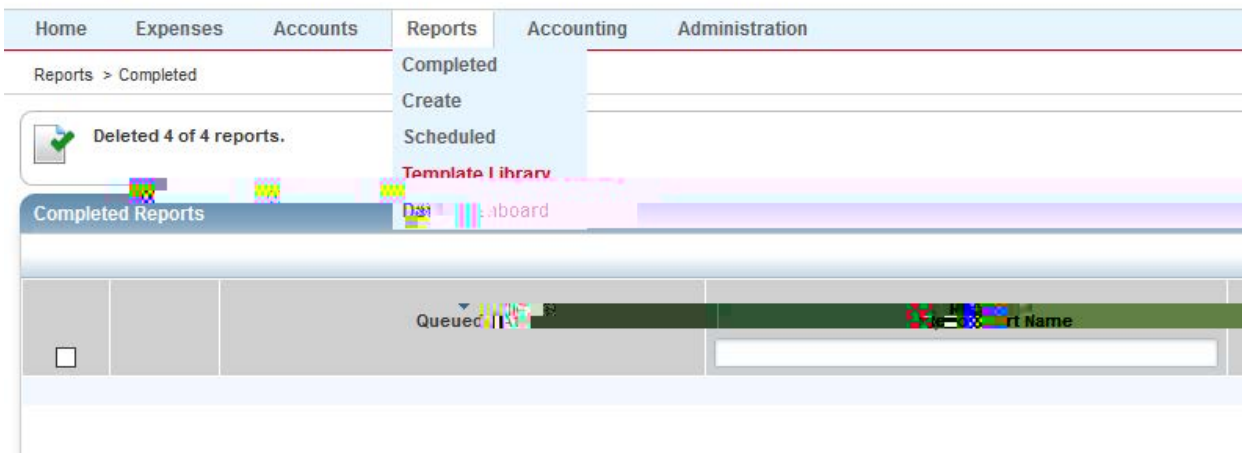 Home Expenses Accounts Reports Accounting Administration
Reports > Completed
Completed
Create
Deleted 4 of 4 reports.
Scheduled
Template Library
Completed Reports
Queued
Name